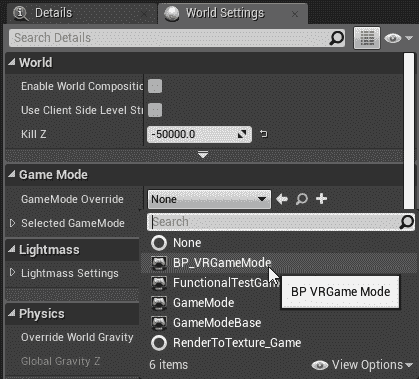 Details
World Settings
Search Details
World
Enable World Compositio
Use Client Side Level Str
Kill Z
-50000.0
Game Mode
GameMode Override
None
Selected GameMode
Search
None
BP_VRGameMode
FunctionalTestGam
BP VRGame Mode
GameMode
GameModeBase
RenderToTexture_Game
6 items
View Options
Lightmass
Lightmass Settings
Physics
Override World Gravity
Global Gravity Z